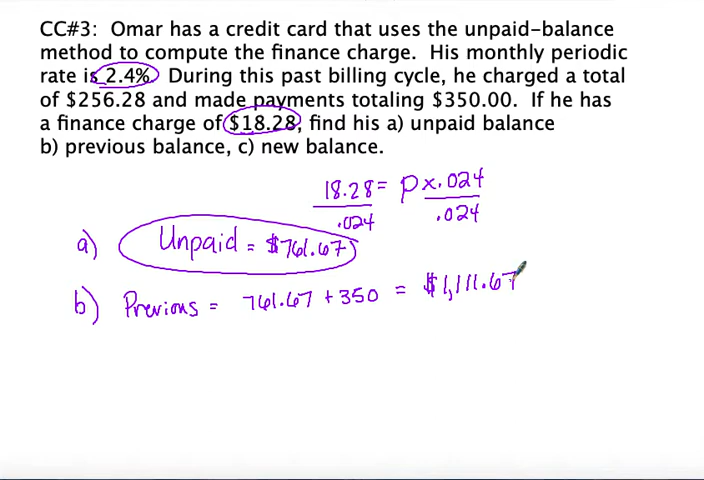 CC#3: Omar has a credit card that uses the unpaid-balance
method to compute the finance charge. His monthly periodic
rate is 2.4%. During this past billing cycle, he charged a total
of $256.28 and made payments totaling $350.00. If he has
a finance charge of $18.28, find his a) unpaid balance
b) previous balance, c) new balance.
18.28 = p x .024
.024 .024
a) Unpaid = $761.67
b) Previous = 761.67 + 350 = $1,111.67